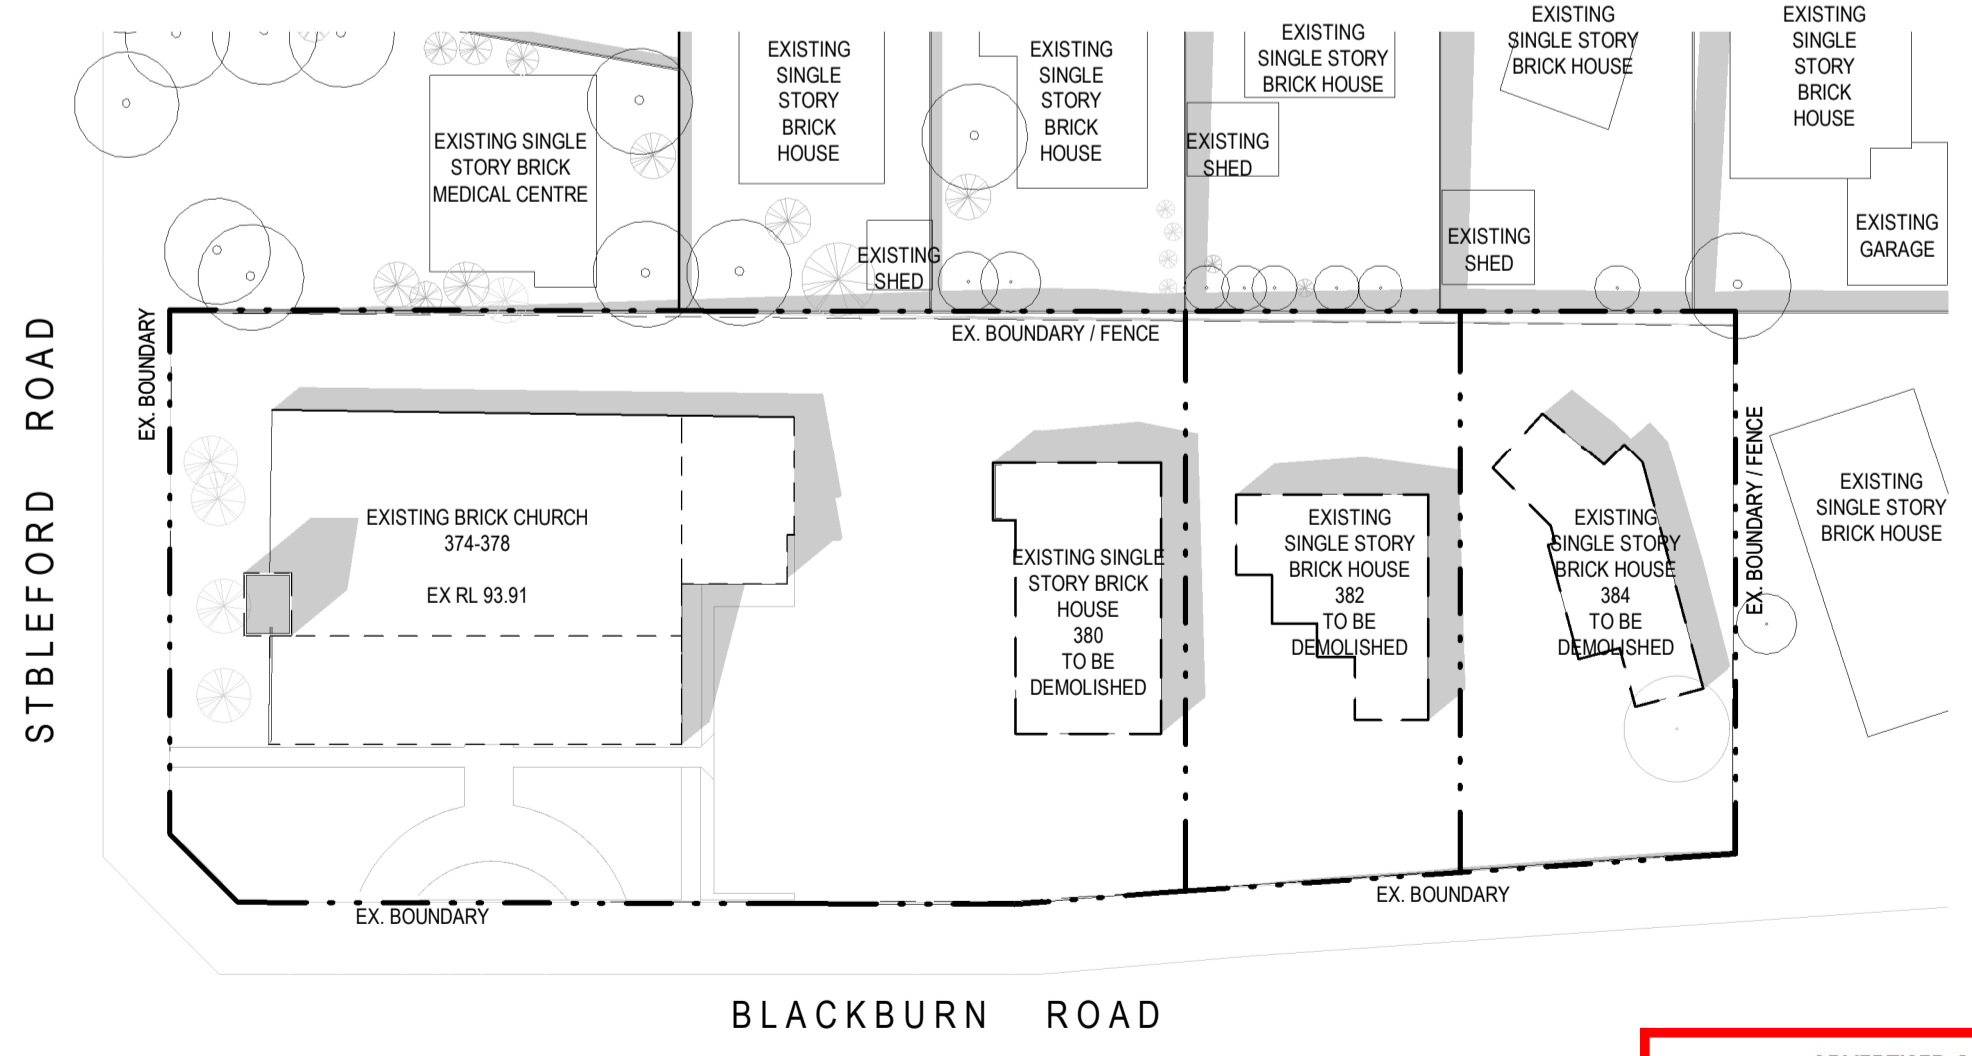 EXISTING
SINGLE
STORY
BRICK
HOUSE
EXISTING
SINGLE
STORY
BRICK
HOUSE
EXISTING
SINGLE STORY
BRICK HOUSE
EXISTING
SINGLE STORY
BRICK HOUSE
EXISTING
SINGLE
STORY
BRICK
HOUSE
EXISTING SINGLE
STORY BRICK
MEDICAL CENTRE
EXISTING
SHED
EXISTING
SHED
EXISTING
SHED
EXISTING
GARAGE
STBLEFORD ROAD
EX. BOUNDARY
EX. BOUNDARY / FENCE
EX. BOUNDARY / FENCE
EXISTING BRICK CHURCH
374-378
EX RL 93.91
EXISTING SINGLE
STORY BRICK
HOUSE
380
TO BE
DEMOLISHED
EXISTING
SINGLE STORY
BRICK HOUSE
382
TO BE
DEMOLISHED
EXISTING
SINGLE STORY
BRICK HOUSE
384
TO BE
DEMOLISHED
EXISTING
SINGLE STORY
BRICK HOUSE
EX. BOUNDARY
EX. BOUNDARY
BLACKBURN ROAD